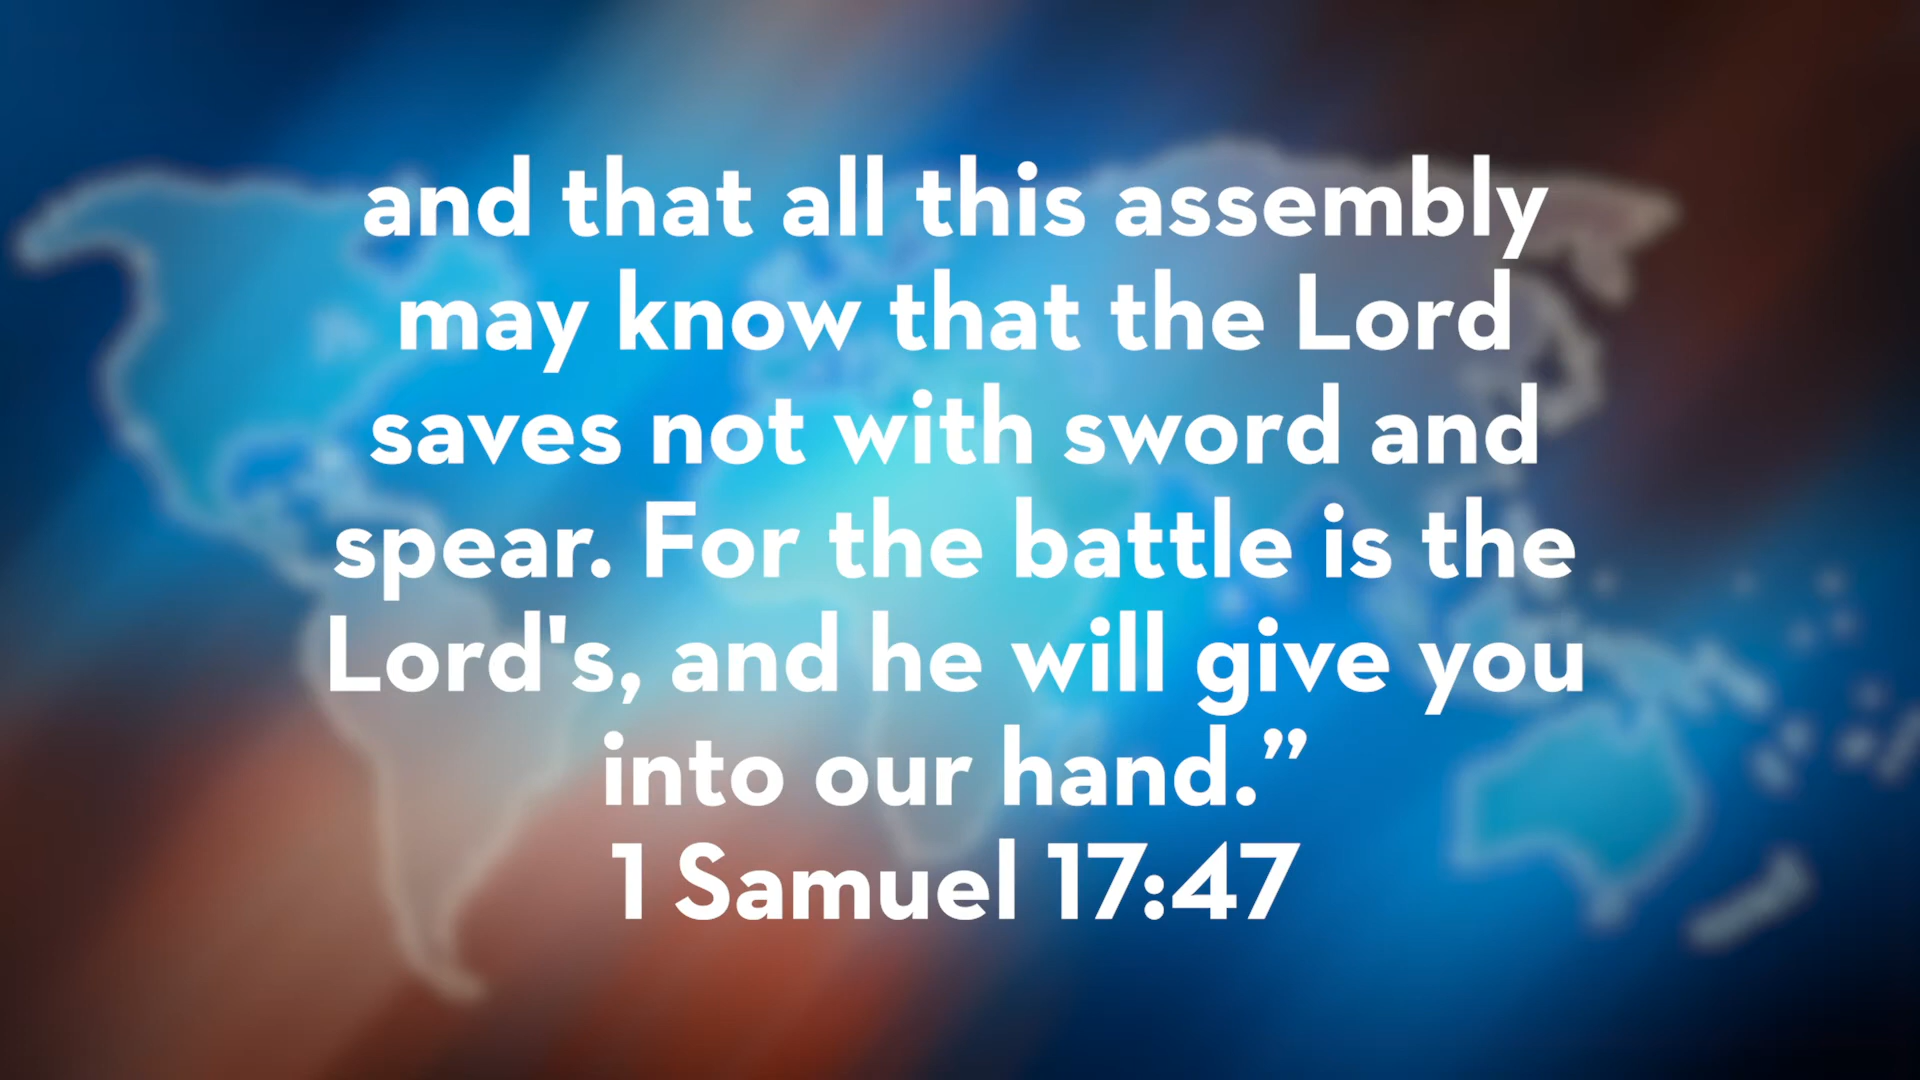 and that all this assembly
may know that the Lord
saves not with sword and
spear. For the battle is the
Lord's, and he will give you
into our hand.”
1 Samuel 17:47